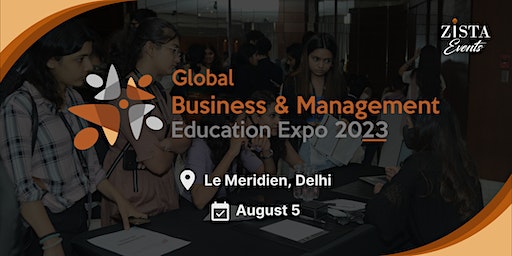 ZISTA
Events
Global
Business & Management
Education Expo 2023
Le Meridien, Delhi
August 5